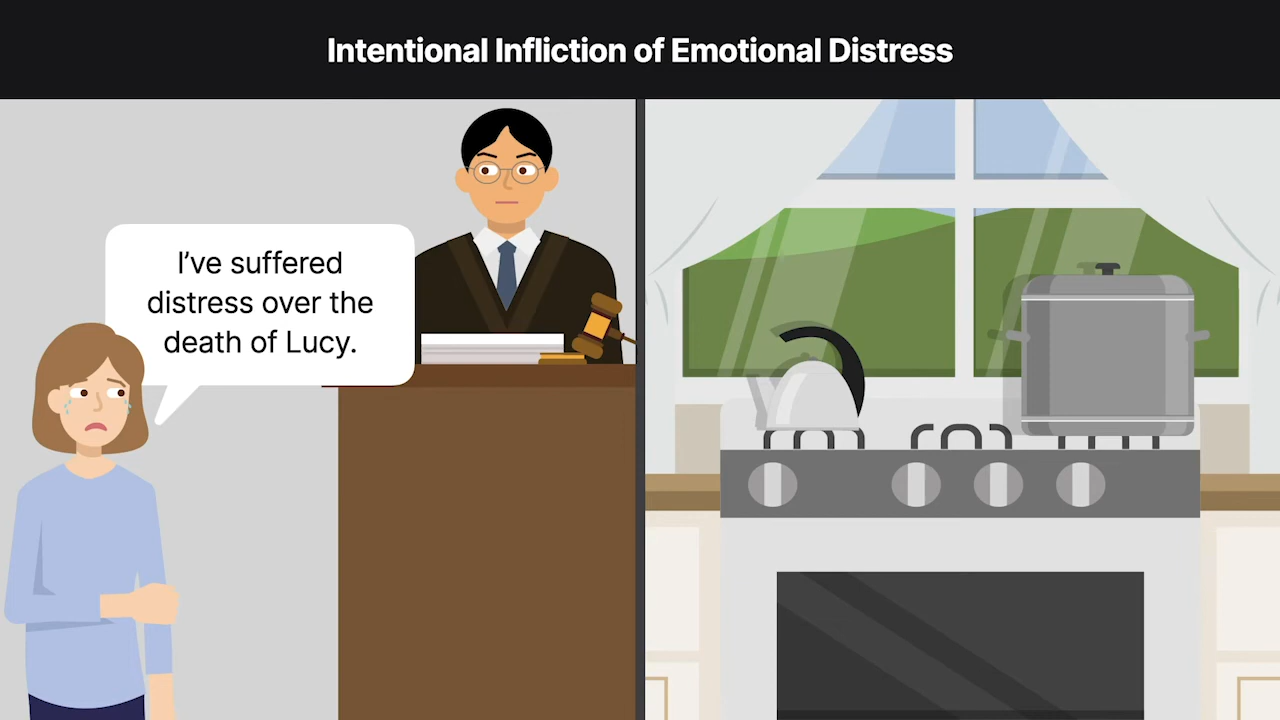 Intentional Infliction of Emotional Distress
I’ve suffered
distress over the
death of Lucy.